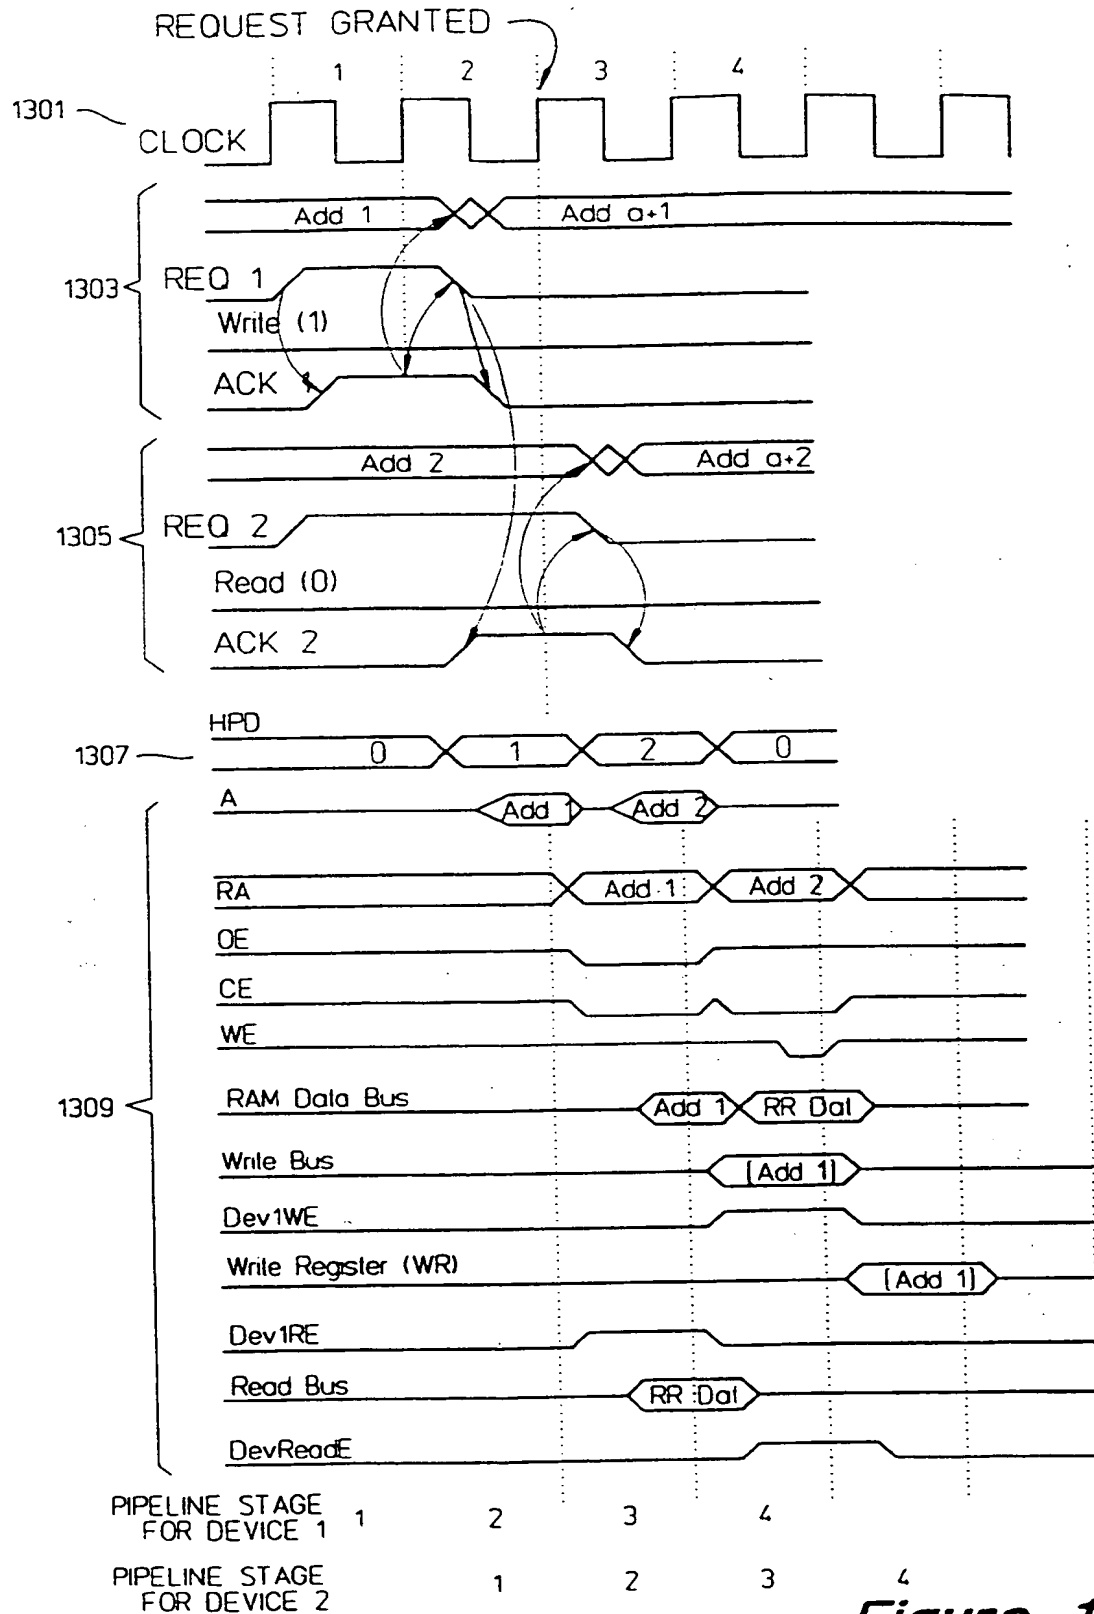 REQUEST GRANTED
1 2 3 4
1301
CLOCK
Add 1 Add a+1
1303
REQ 1
Write (1)
ACK 1
Add 2 Add a+2
1305
REQ 2
Read (0)
ACK 2
HPD
1307
0 1 2 0
A
Add 1 Add 2
RA
Add 1 Add 2
OE
CE
WE
1309
RAM Data Bus
Add 1 RR Dat
Write Bus
[Add 1]
Dev1WE
Write Register (WR)
[Add 1]
Dev1RE
Read Bus
RR Dat
DevReadE
PIPELINE STAGE
FOR DEVICE 1
1 2 3 4
PIPELINE STAGE
FOR DEVICE 2
1 2 3 4